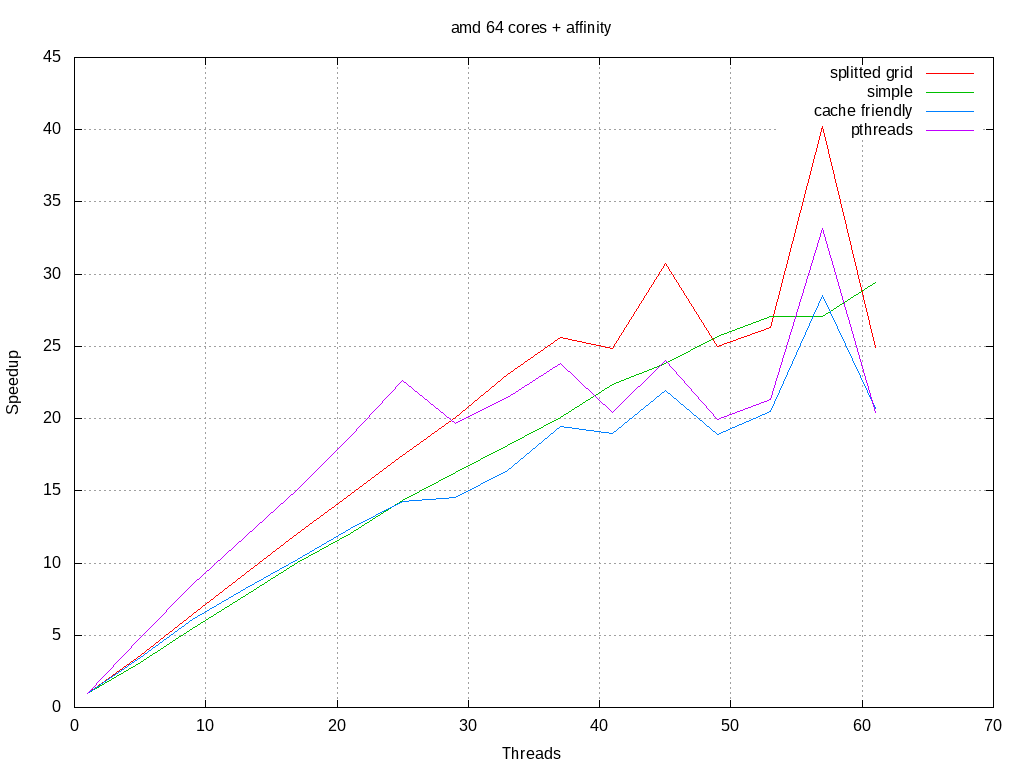 amd 64 cores + affinity
splitted grid
simple
cache friendly
pthreads
45
40
35
30
25
20
15
10
5
0
Speedup
0 10 20 30 40 50 60 70
Threads